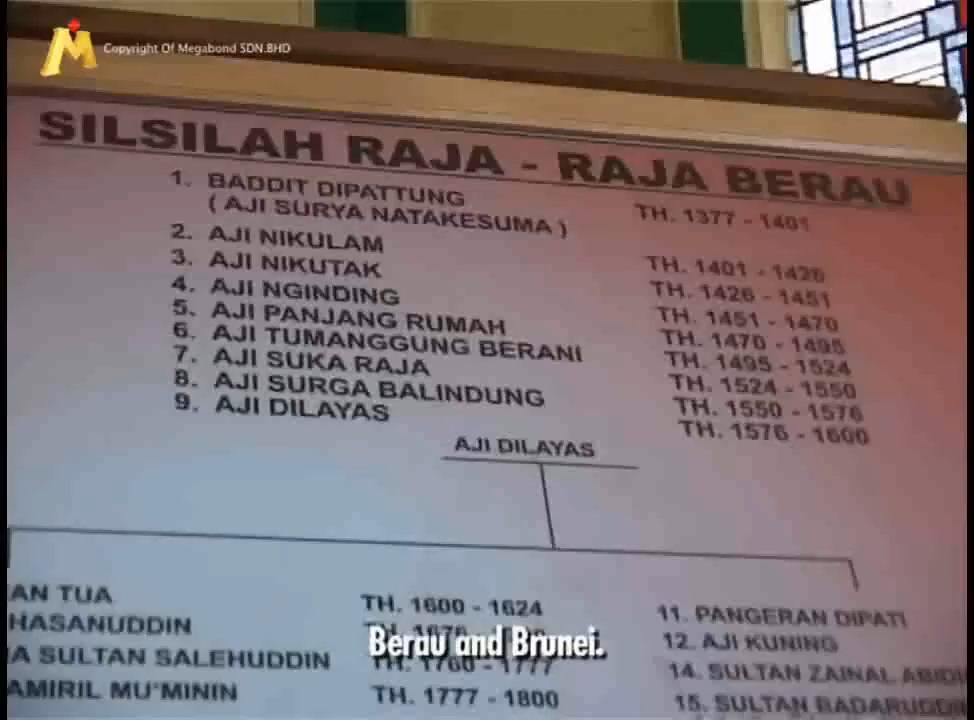 Copyright Of Megabond SDN.BHD
SILSILAH RAJA - RAJA BERAU
1. BADDIT DIPATTUNG
( AJI SURYA NATAKESUMA ) TH. 1377 - 1401
2. AJI NIKULAM TH. 1401 - 1426
3. AJI NIKUTAK TH. 1426 - 1451
4. AJI NGINDING TH. 1451 - 1470
5. AJI PANJANG RUMAH TH. 1470 - 1495
6. AJI TUMANGGUNG BERANI TH. 1495 - 1524
7. AJI SUKA RAJA TH. 1524 - 1550
8. AJI SURGA BALINDUNG TH. 1550 - 1576
9. AJI DILAYAS TH. 1576 - 1600
AJI DILAYAS
AN TUA TH. 1600 - 1624 11. PANGERAN DIPATI
HASANUDDIN 12. AJI KUNING
A SULTAN SALEHUDDIN TH. 1760 - 1777 14. SULTAN ZAINAL ABIDI
AMIRIL MU'MININ TH. 1777 - 1800 15. SULTAN BADARUDDIN
Berau and Brunei.